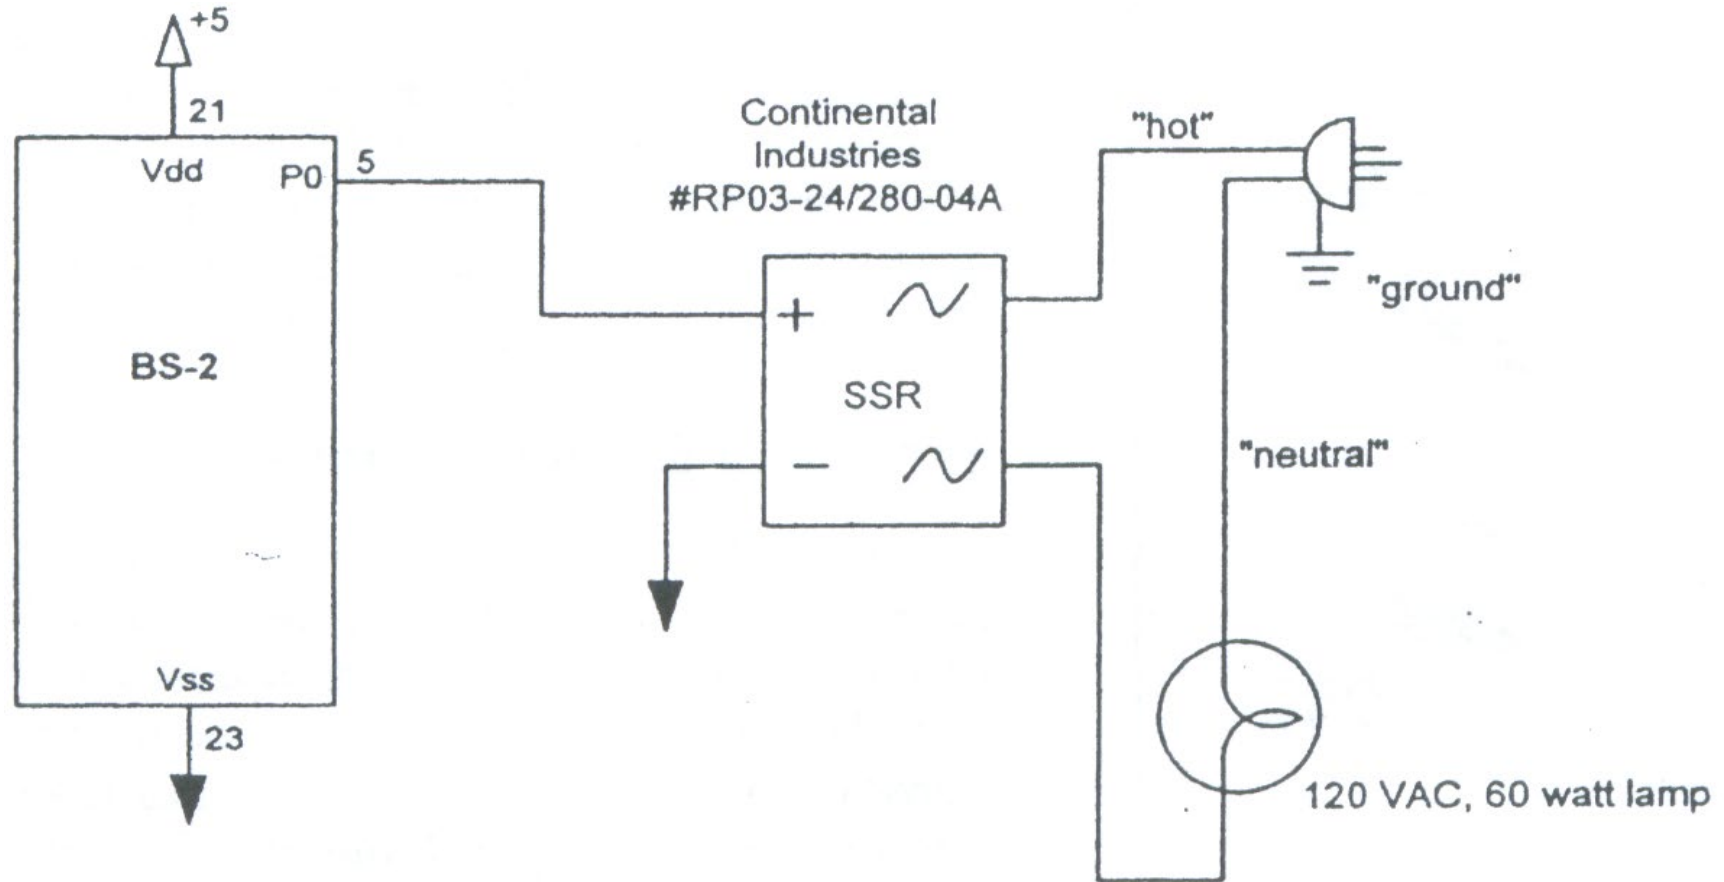 +5
21
Vdd
P0
5
BS-2
Vss
23
Continental
Industries
#RP03-24/280-04A
+
SSR
−
"hot"
"ground"
"neutral"
120 VAC, 60 watt lamp